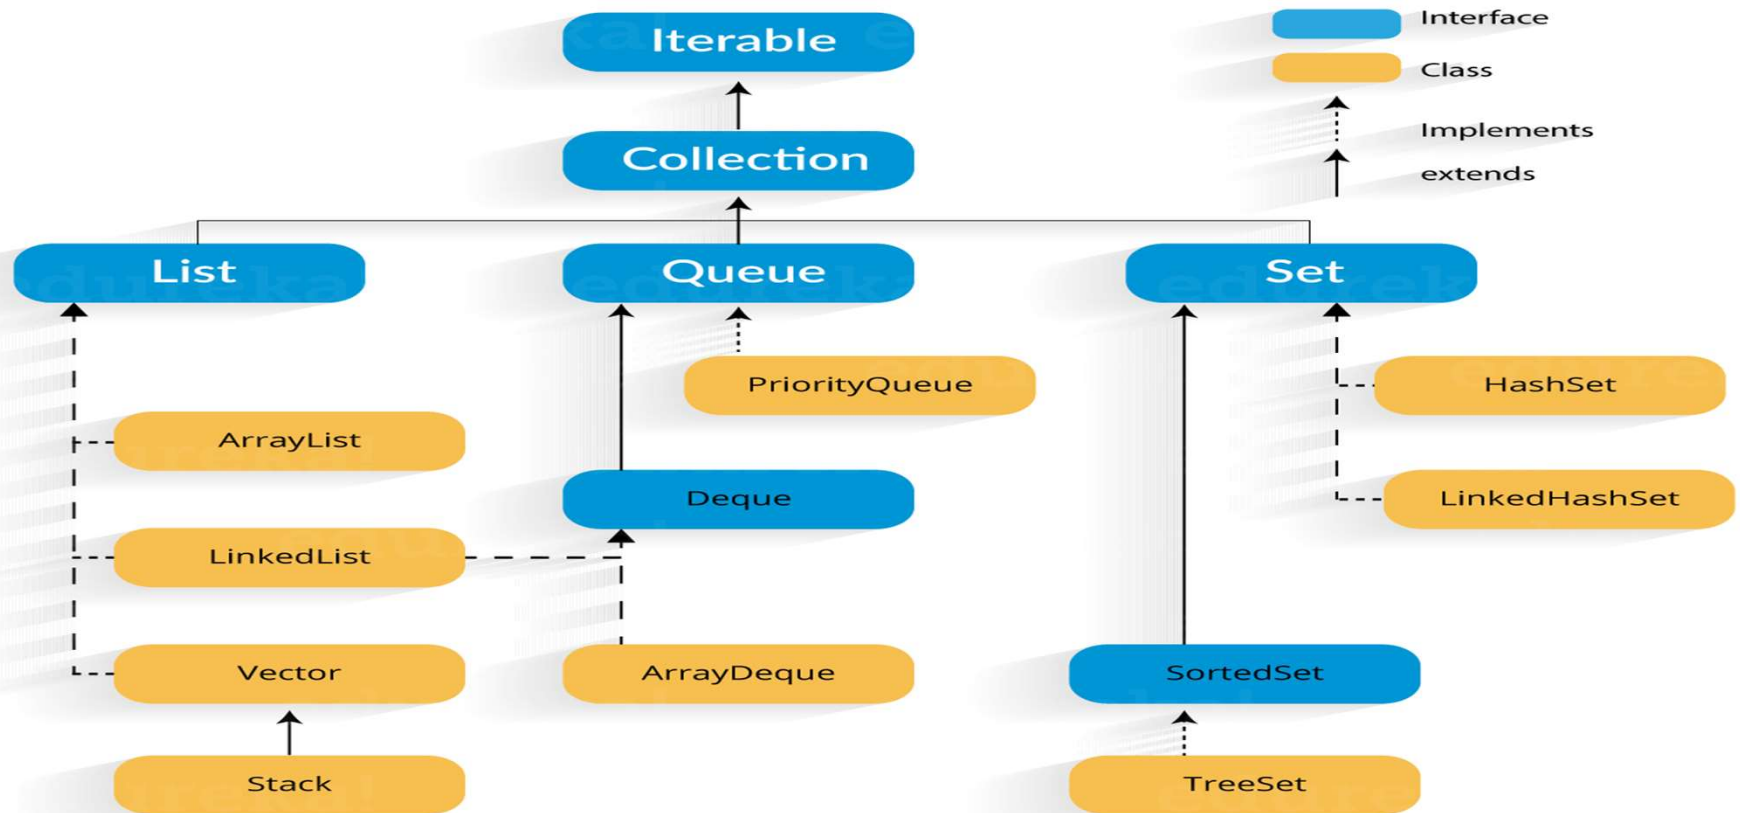 Iterable
Interface
Class
Collection
Implements
extends
List
Queue
Set
PriorityQueue
HashSet
ArrayList
Deque
LinkedHashSet
LinkedList
Vector
ArrayDeque
SortedSet
Stack
TreeSet